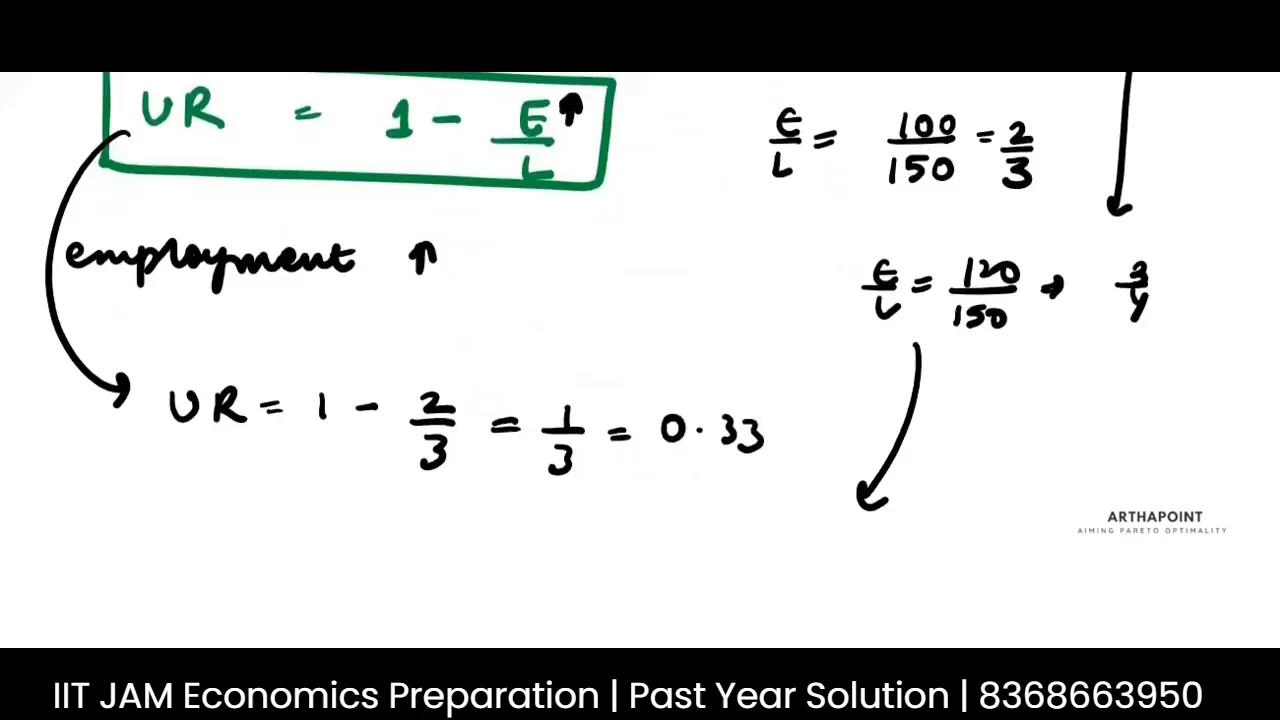 UR = 1 - E/L ↑
E/L = 100/150 = 2/3
employment ↑
E/L = 120/150 → 3/4
UR = 1 - 2/3 = 1/3 = 0.33
ARTHAPOINT
AIMING PARETO OPTIMALITY
IIT JAM Economics Preparation | Past Year Solution | 8368663950